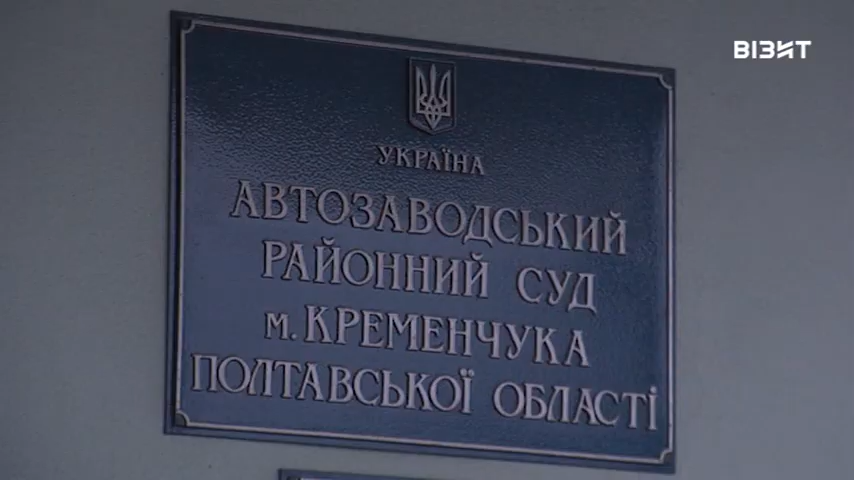 ВІЗИТ
УКРАЇНА
АВТОЗАВОДСЬКИЙ
РАЙОННИЙ СУД
м. КРЕМЕНЧУКА
ПОЛТАВСЬКОЇ ОБЛАСТІ